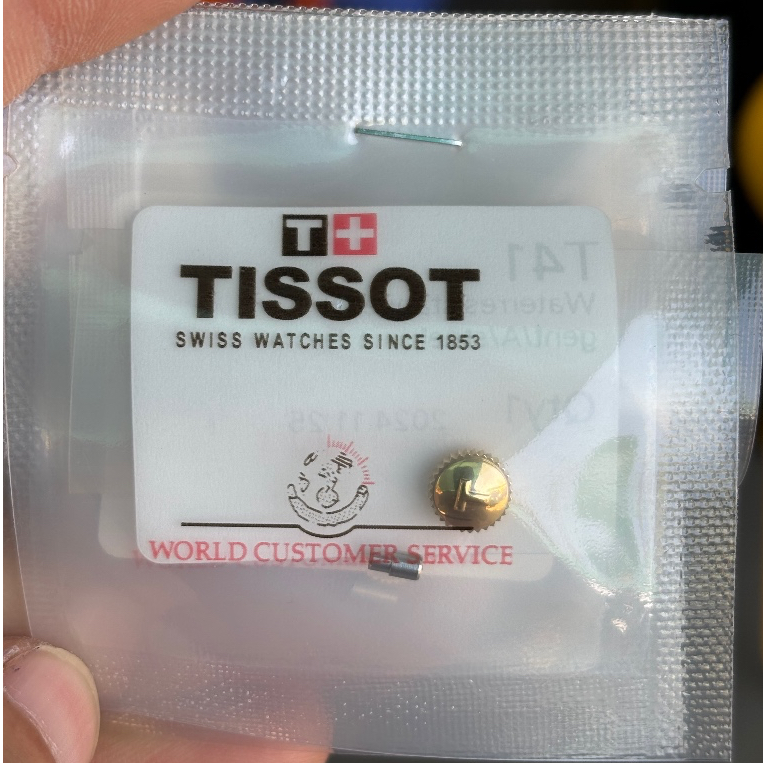 T+
TISSOT
SWISS WATCHES SINCE 1853
T41
Qty1
2024 11 25
WORLD CUSTOMER SERVICE